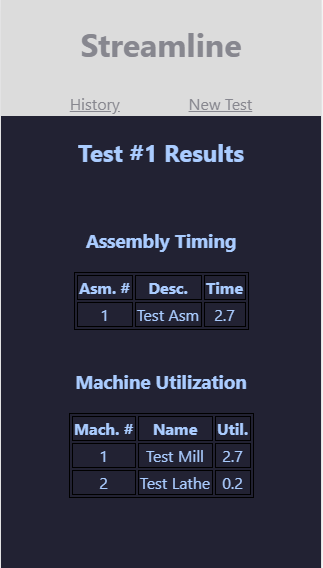 Streamline
History New Test
Test #1 Results
Assembly Timing
Asm. # Desc. Time
1 Test Asm 2.7
Machine Utilization
Mach. # Name Util.
1 Test Mill 2.7
2 Test Lathe 0.2